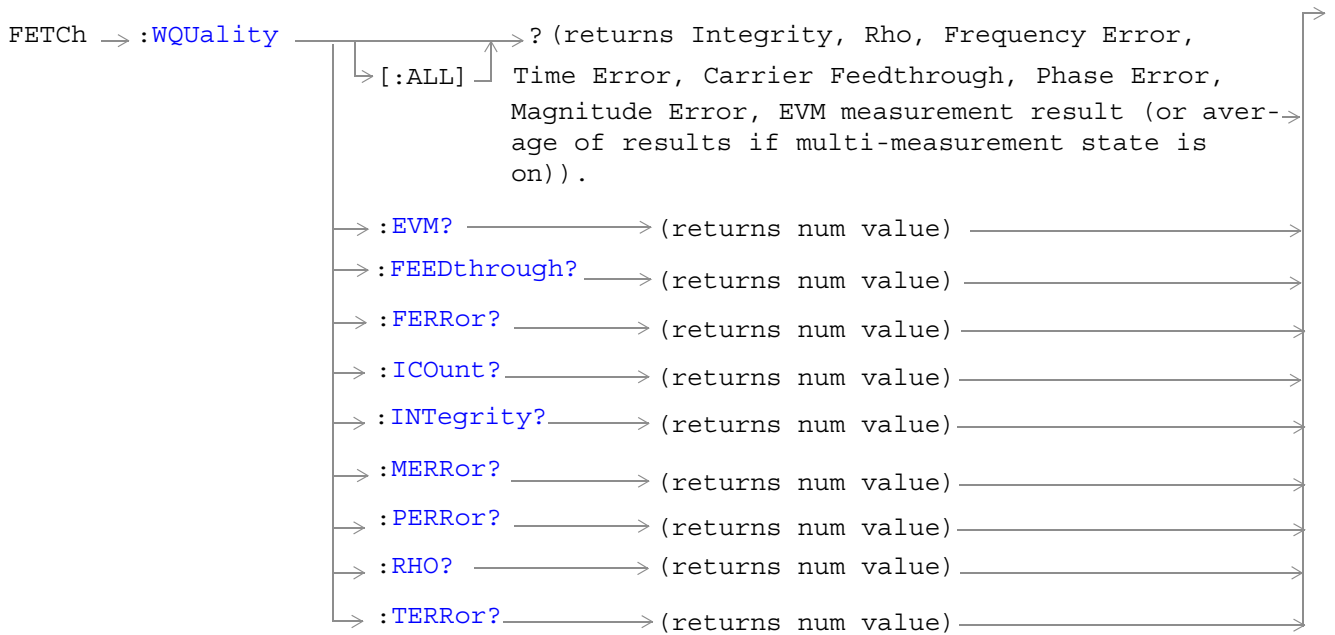 FETCh :WQUality ? (returns Integrity, Rho, Frequency Error,
[:ALL] Time Error, Carrier Feedthrough, Phase Error,
Magnitude Error, EVM measurement result (or aver-
age of results if multi-measurement state is
on)).
:EVM? (returns num value)
:FEEDthrough? (returns num value)
:FERRor? (returns num value)
:ICOunt? (returns num value)
:INTegrity? (returns num value)
:MERRor? (returns num value)
:PERRor? (returns num value)
:RHO? (returns num value)
:TERRor? (returns num value)